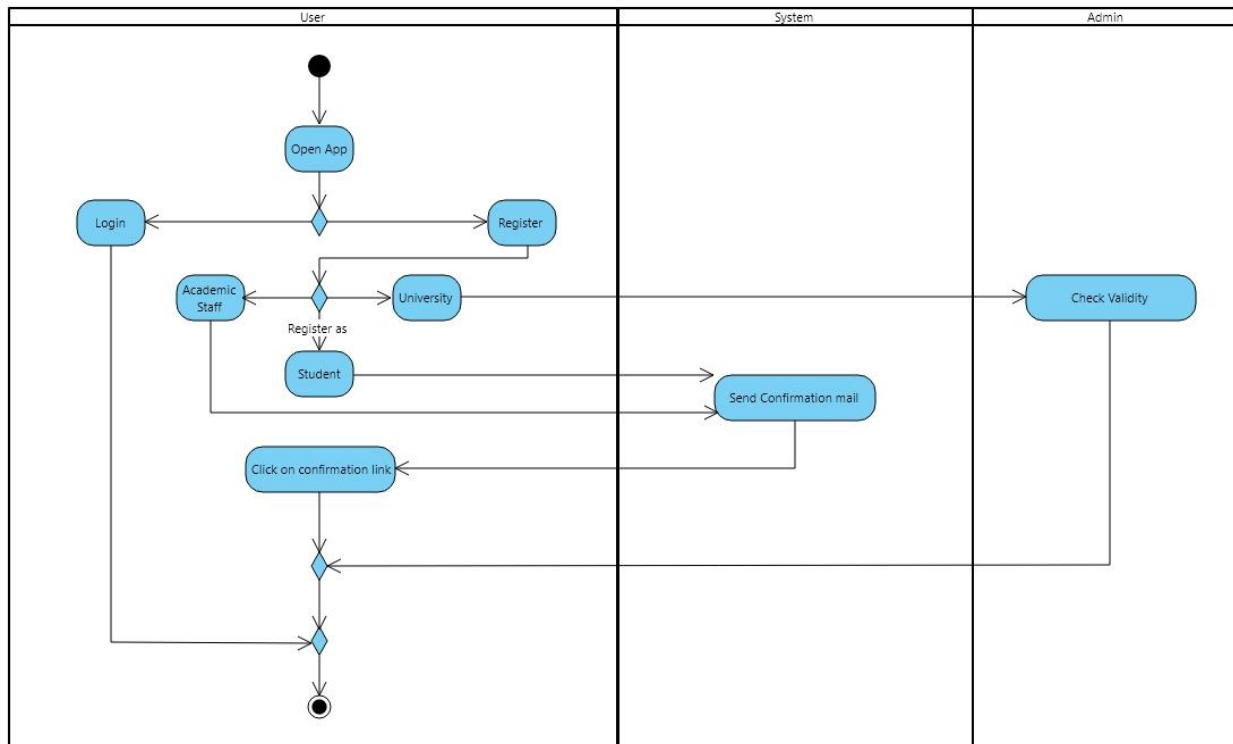 User
System
Admin
Open App
Login
Register
Academic
Staff
University
Check Validity
Register as
Student
Send Confirmation mail
Click on confirmation link